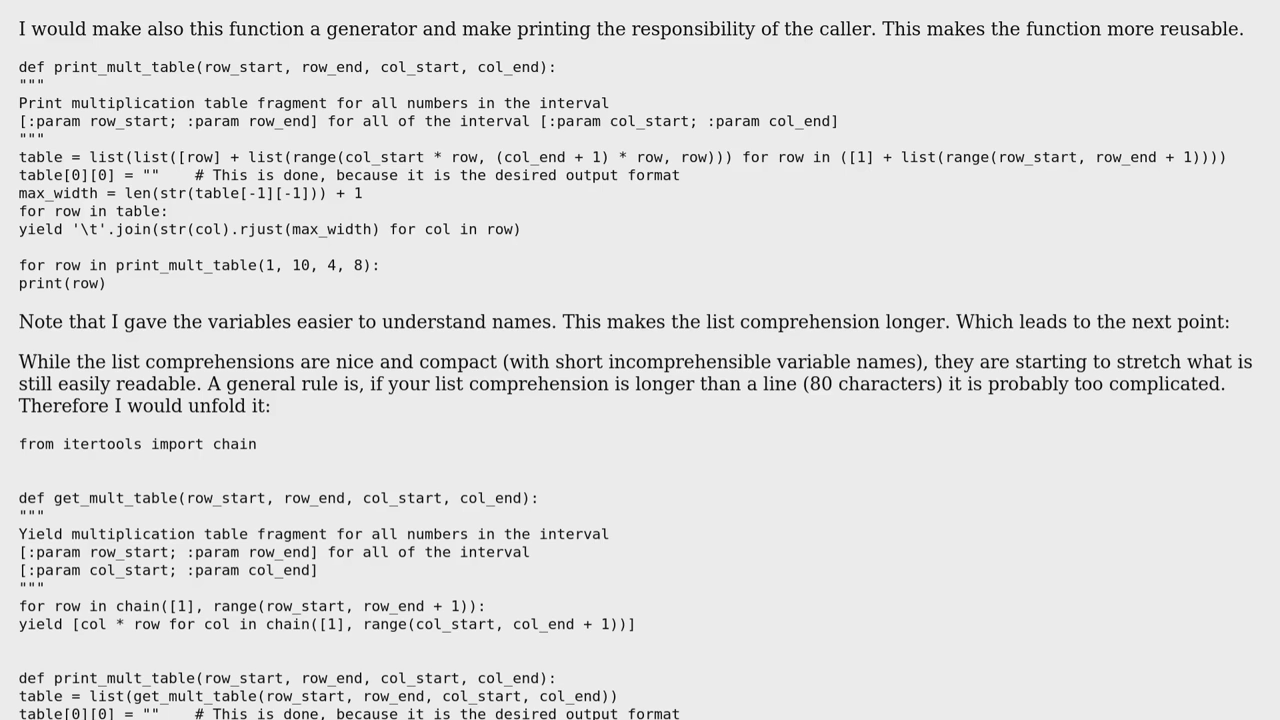 I would make also this function a generator and make printing the responsibility of the caller. This makes the function more reusable.
def print_mult_table(row_start, row_end, col_start, col_end):
"""
Print multiplication table fragment for all numbers in the interval
[:param row_start; :param row_end] for all of the interval [:param col_start; :param col_end]
"""
table = list(list([row] + list(range(col_start * row, (col_end + 1) * row, row))) for row in ([1] + list(range(row_start, row_end + 1))))
table[0][0] = ""    # This is done, because it is the desired output format
max_width = len(str(table[-1][-1])) + 1
for row in table:
yield '\t'.join(str(col).rjust(max_width) for col in row)
for row in print_mult_table(1, 10, 4, 8):
print(row)
Note that I gave the variables easier to understand names. This makes the list comprehension longer. Which leads to the next point:
While the list comprehensions are nice and compact (with short incomprehensible variable names), they are starting to stretch what is
still easily readable. A general rule is, if your list comprehension is longer than a line (80 characters) it is probably too complicated.
Therefore I would unfold it:
from itertools import chain
def get_mult_table(row_start, row_end, col_start, col_end):
"""
Yield multiplication table fragment for all numbers in the interval
[:param row_start; :param row_end] for all of the interval
[:param col_start; :param col_end]
"""
for row in chain([1], range(row_start, row_end + 1)):
yield [col * row for col in chain([1], range(col_start, col_end + 1))]
def print_mult_table(row_start, row_end, col_start, col_end):
table = list(get_mult_table(row_start, row_end, col_start, col_end))
table[0][0] = ""    # This is done, because it is the desired output format